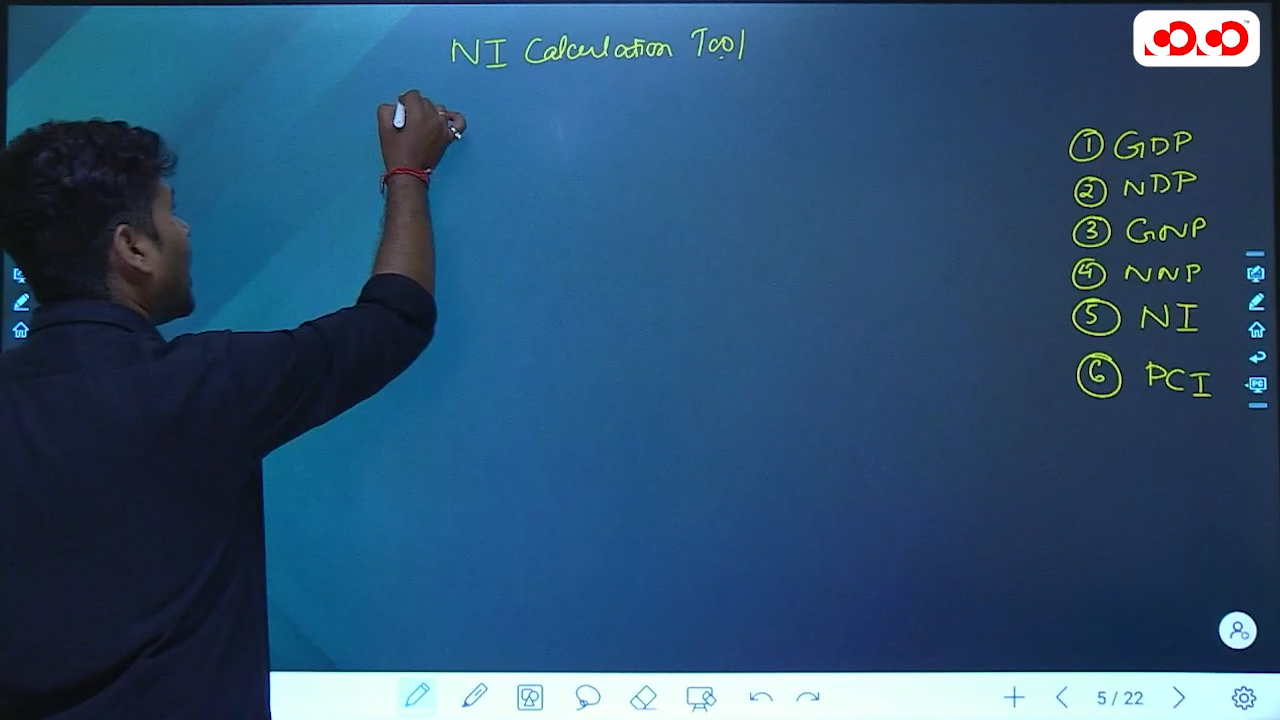 NI Calculation Tool
① GDP
② NDP
③ GNP
④ NNP
⑤ NI
⑥ PCI
5 / 22